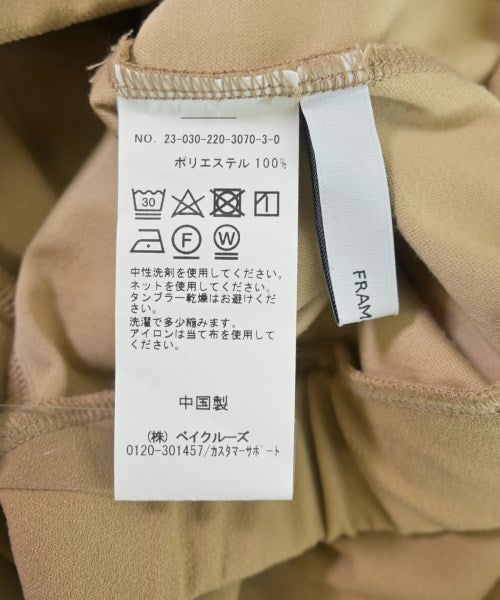 NO. 23-030-220-3070-3-0
ポリエステル 100%
30
F
W
中性洗剤を使用してください。
ネットを使用してください。
タンブラー乾燥はお避けくだ
さい。
洗濯で多少縮みます。
アイロンは当て布を使用して
ください。
中国製
(株) ベイクルーズ
0120-301457/カスタマーサポート
FRAM